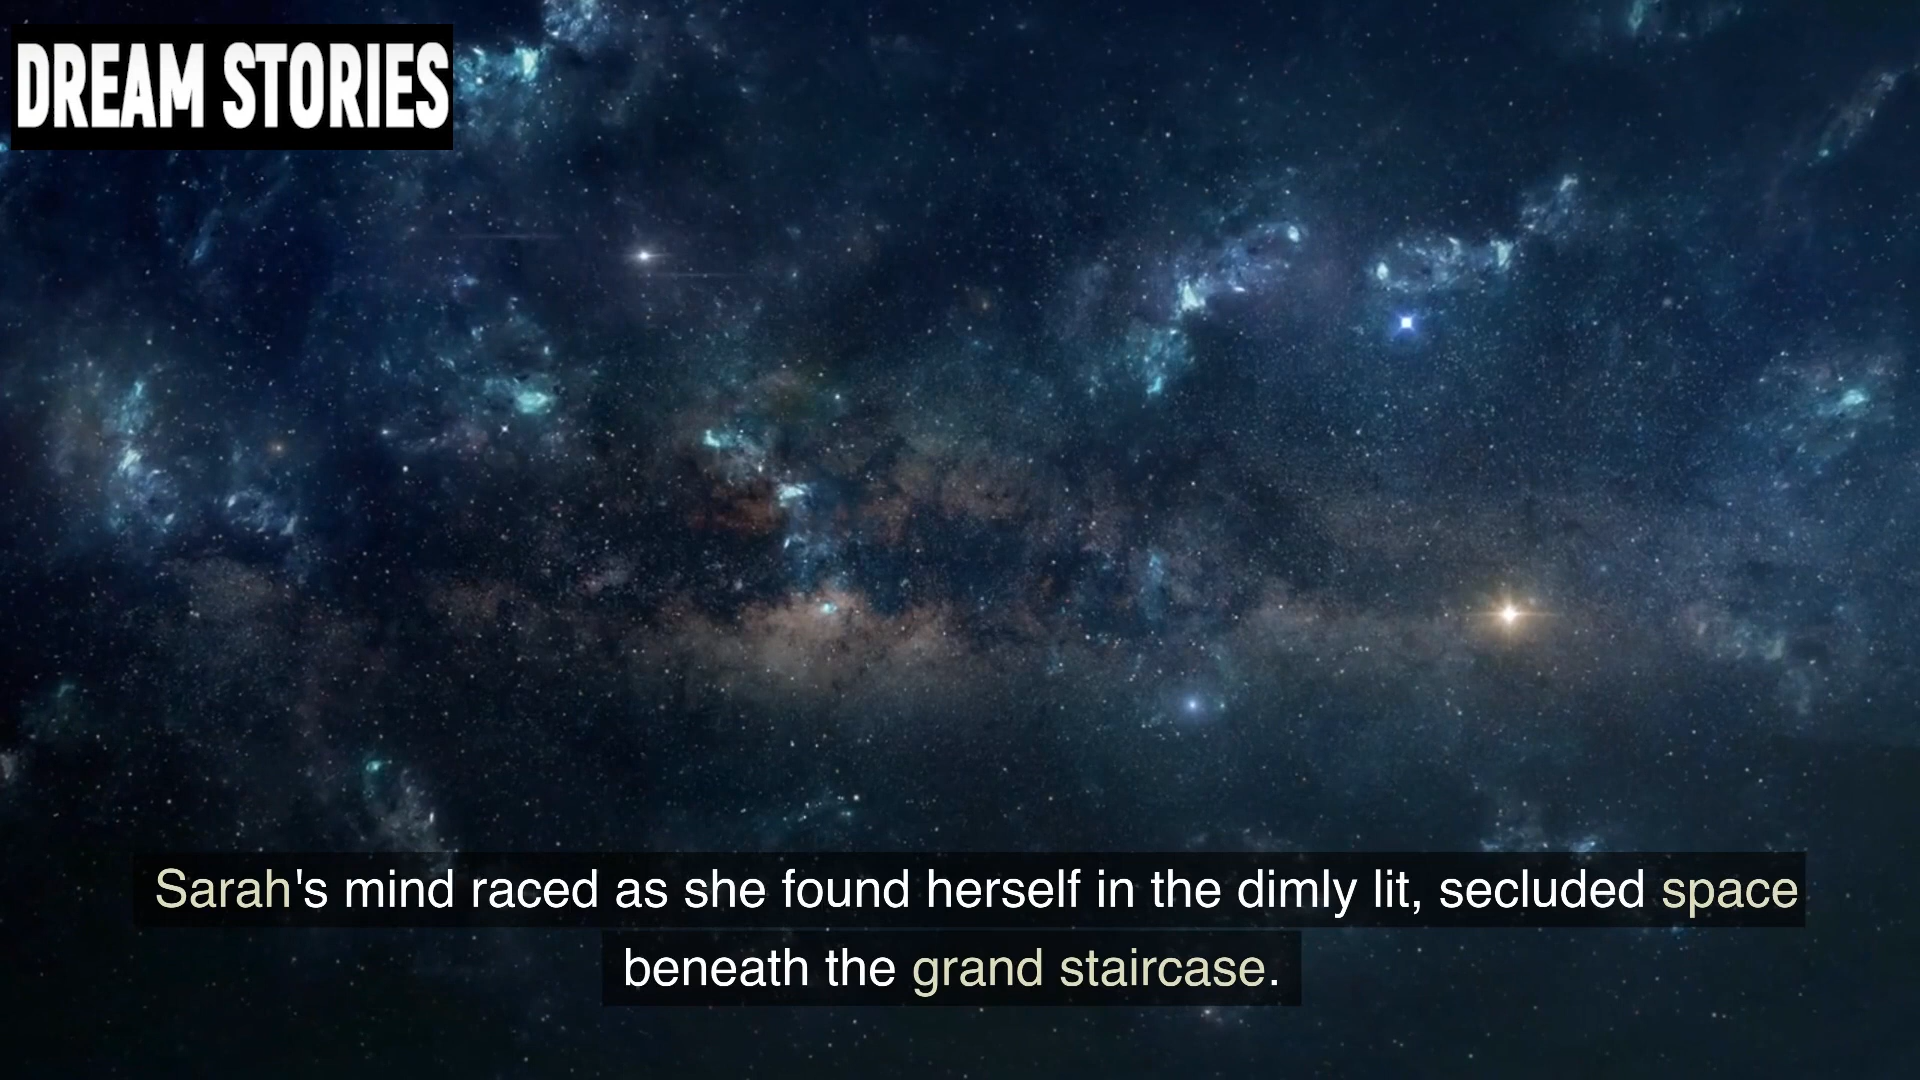 DREAM STORIES
Sarah's mind raced as she found herself in the dimly lit, secluded space
beneath the grand staircase.